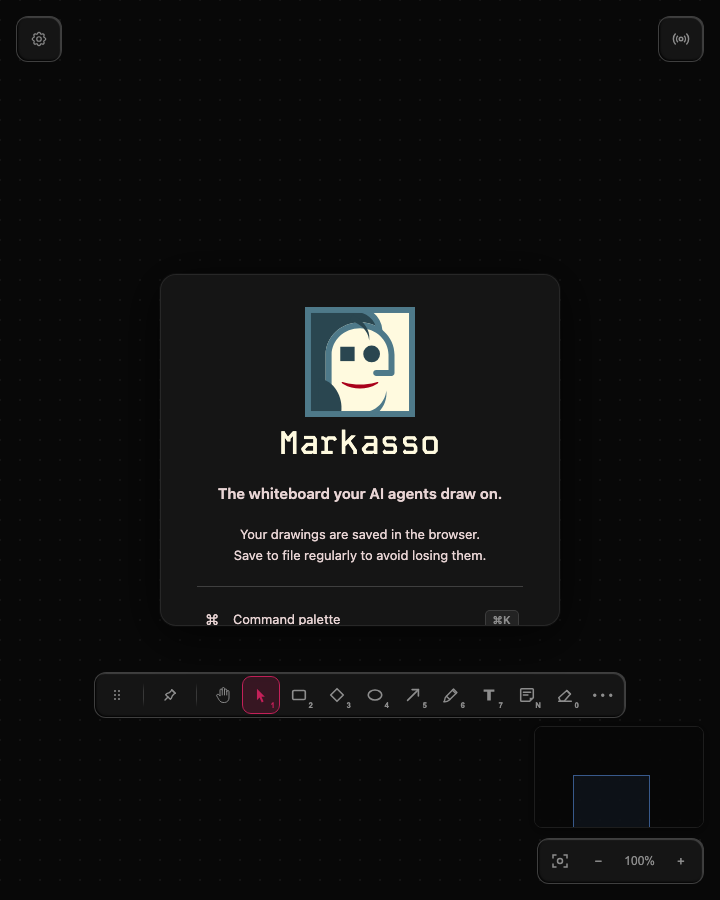 Markasso
The whiteboard your AI agents draw on.
Your drawings are saved in the browser.
Save to file regularly to avoid losing them.
⌘ Command palette ⌘K
1 2 3 4 5 6 T 7 N 0
− 100% +